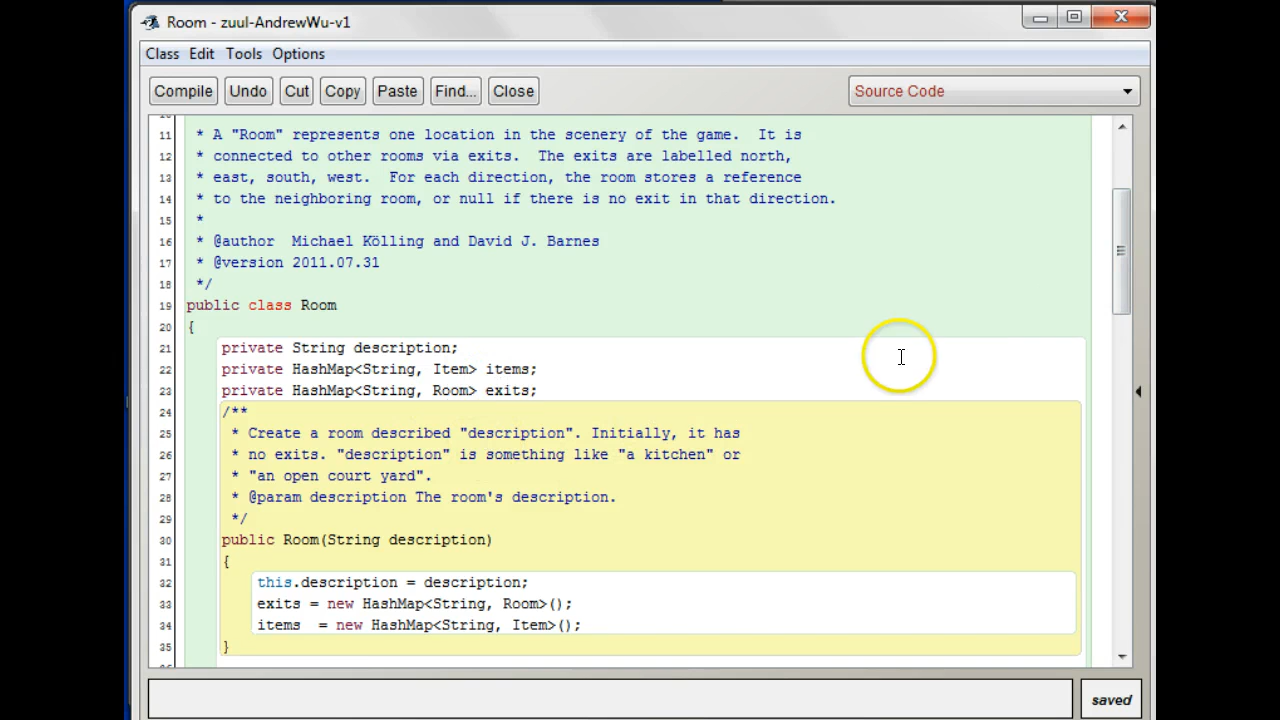 Room - zuul-AndrewWu-v1
Class Edit Tools Options
Compile Undo Cut Copy Paste Find... Close Source Code
11 * A "Room" represents one location in the scenery of the game. It is
12 * connected to other rooms via exits. The exits are labelled north,
13 * east, south, west. For each direction, the room stores a reference
14 * to the neighboring room, or null if there is no exit in that direction.
15 *
16 * @author Michael Kölling and David J. Barnes
17 * @version 2011.07.31
18 */
19 public class Room
20 {
21 private String description;
22 private HashMap<String, Item> items;
23 private HashMap<String, Room> exits;
24 /**
25 * Create a room described "description". Initially, it has
26 * no exits. "description" is something like "a kitchen" or
27 * "an open court yard".
28 * @param description The room's description.
29 */
30 public Room(String description)
31 {
32 this.description = description;
33 exits = new HashMap<String, Room>();
34 items = new HashMap<String, Item>();
35 }
saved